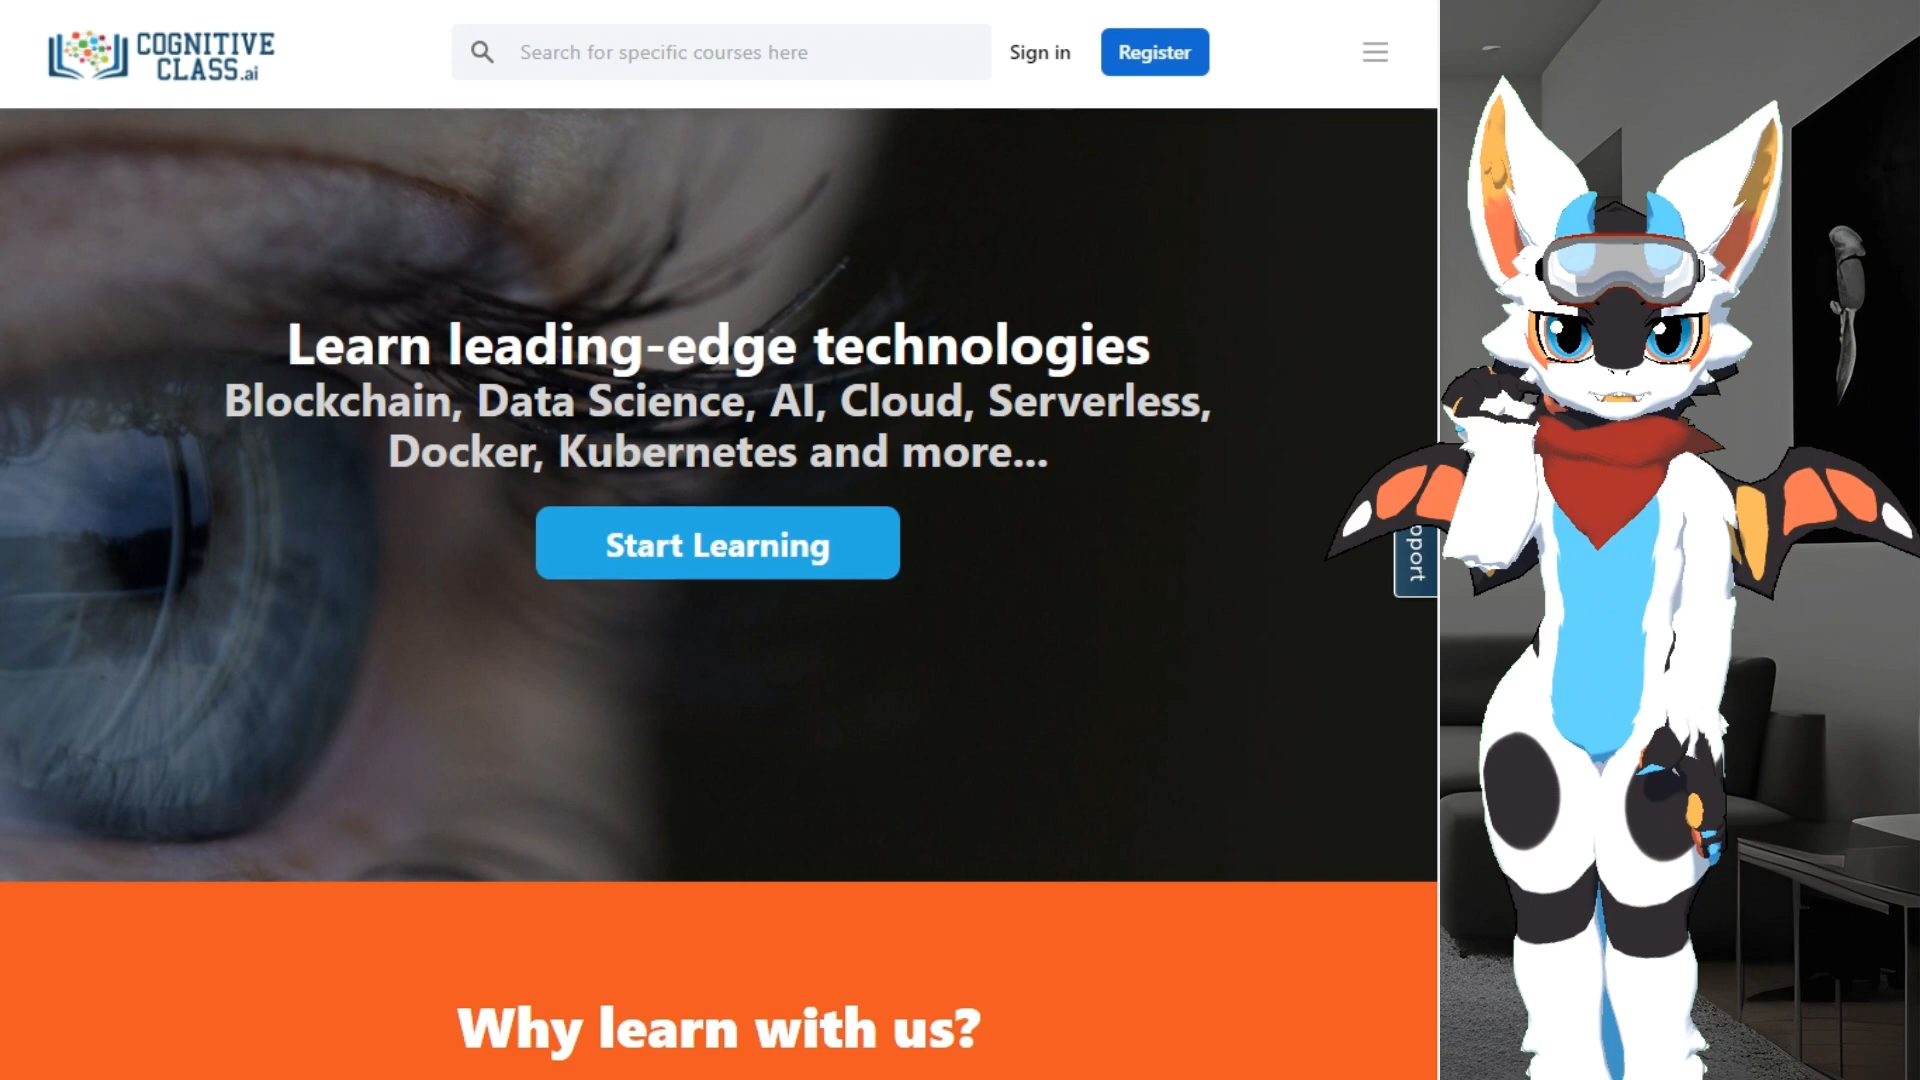 COGNITIVE
CLASS.ai
Search for specific courses here
Sign in
Register
Learn leading-edge technologies
Blockchain, Data Science, AI, Cloud, Serverless,
Docker, Kubernetes and more...
Start Learning
Why learn with us?